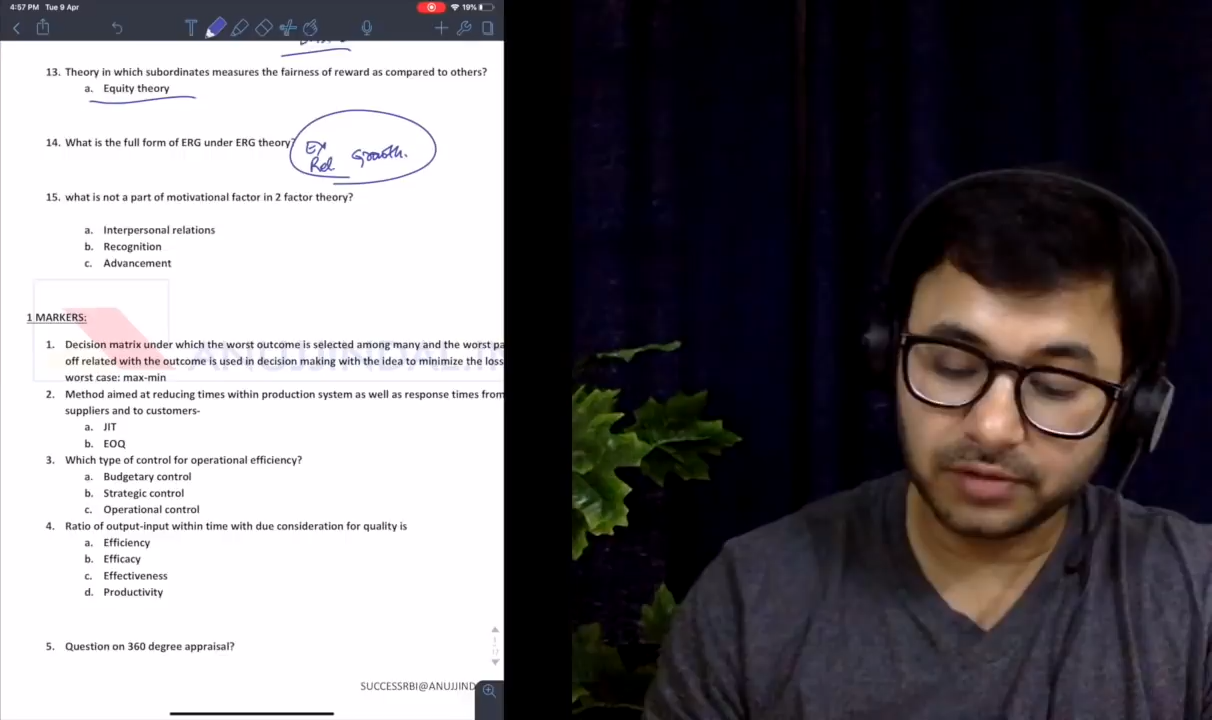 4:57 PM Tue 9 Apr
19%
T
13. Theory in which subordinates measures the fairness of reward as compared to others?
a. Equity theory
14. What is the full form of ERG under ERG theory?
Ex
Rel Growth.
15. what is not a part of motivational factor in 2 factor theory?
a. Interpersonal relations
b. Recognition
c. Advancement
1 MARKERS:
1. Decision matrix under which the worst outcome is selected among many and the worst pa
off related with the outcome is used in decision making with the idea to minimize the loss
worst case: max-min
2. Method aimed at reducing times within production system as well as response times from
suppliers and to customers-
a. JIT
b. EOQ
3. Which type of control for operational efficiency?
a. Budgetary control
b. Strategic control
c. Operational control
4. Ratio of output-input within time with due consideration for quality is
a. Efficiency
b. Efficacy
c. Effectiveness
d. Productivity
5. Question on 360 degree appraisal?
SUCCESSRBI@ANUJJIND